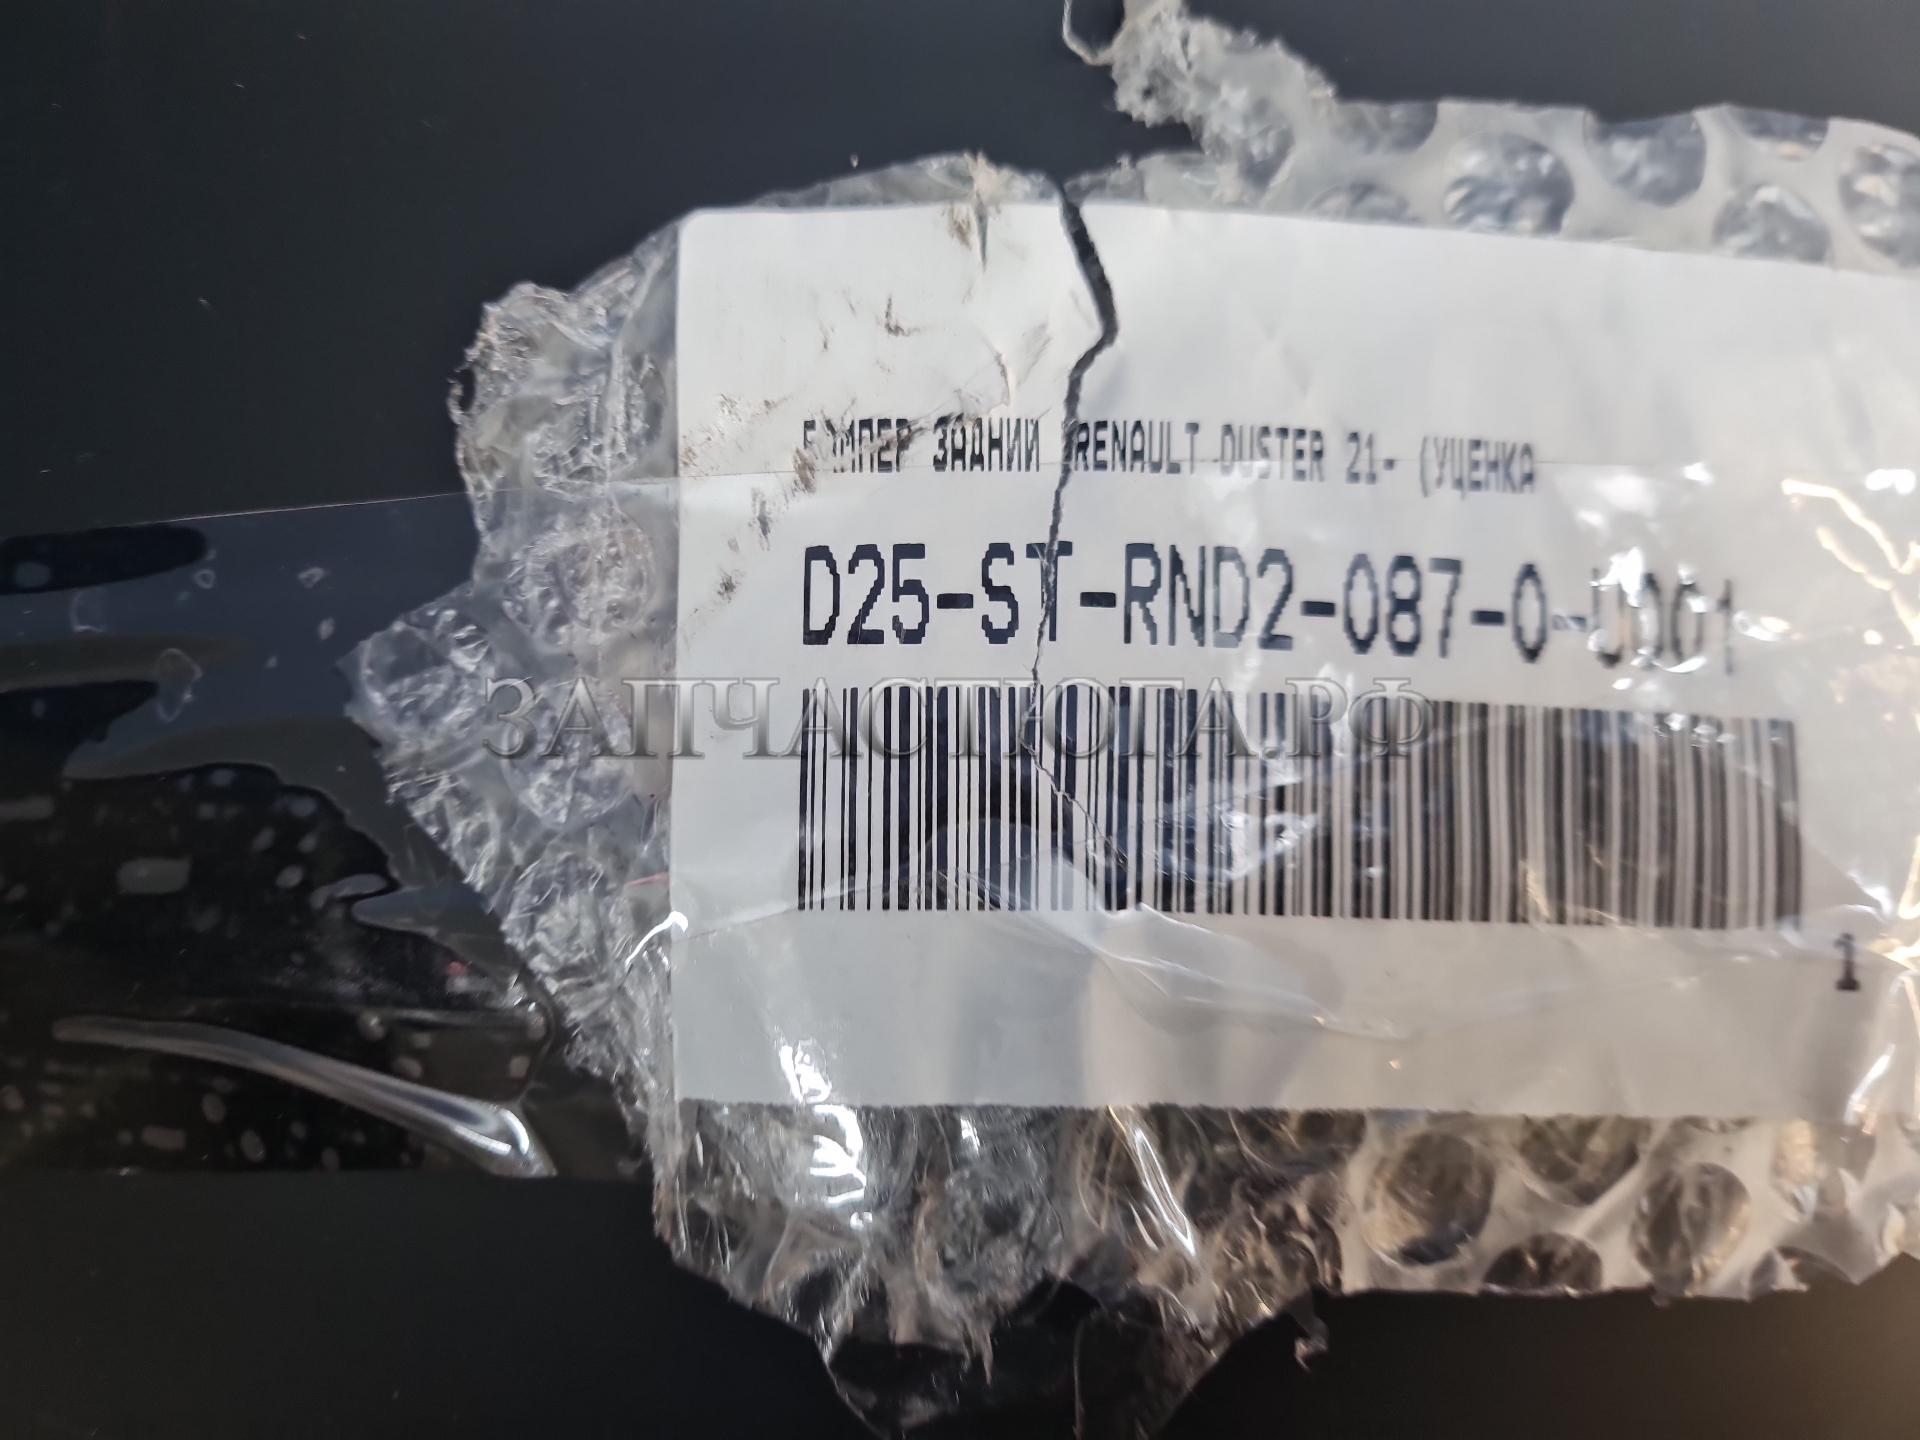 БАМПЕР ЗАДНИЙ RENAULT DUSTER 21- (УЦЕНКА
D25-ST-RND2-087-0-0001
ЗАПЧАСТЮГА.РФ
1